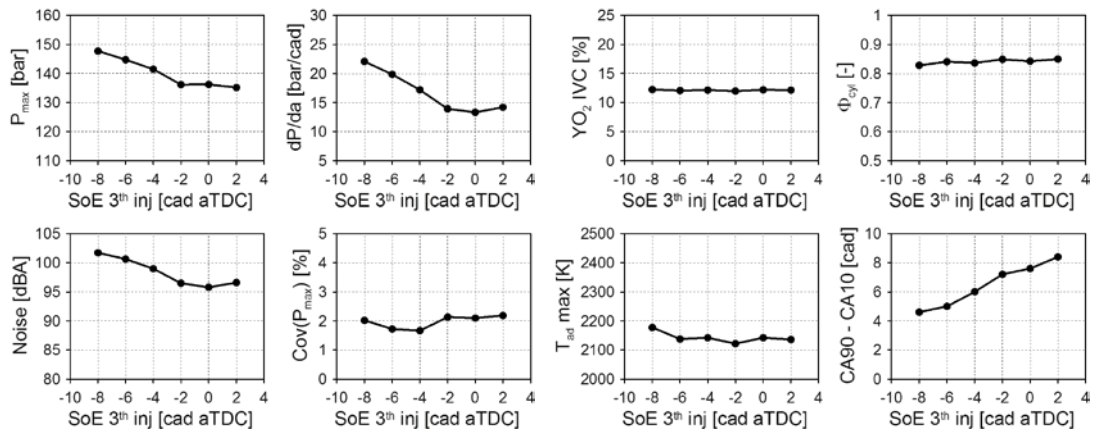 P_max [bar]
160
150
140
130
120
110
-10 -8 -6 -4 -2 0 2 4
SoE 3th inj [cad aTDC]
dP/da [bar/cad]
30
25
20
15
10
5
-10 -8 -6 -4 -2 0 2 4
SoE 3th inj [cad aTDC]
YO2 IVC [%]
25
20
15
10
5
0
-10 -8 -6 -4 -2 0 2 4
SoE 3th inj [cad aTDC]
Φcyl [-]
1
0.9
0.8
0.7
0.6
0.5
-10 -8 -6 -4 -2 0 2 4
SoE 3th inj [cad aTDC]
Noise [dBA]
105
100
95
90
85
80
-10 -8 -6 -4 -2 0 2 4
SoE 3th inj [cad aTDC]
Cov(Pmax) [%]
5
4
3
2
1
0
-10 -8 -6 -4 -2 0 2 4
SoE 3th inj [cad aTDC]
Tad max [K]
2500
2400
2300
2200
2100
2000
-10 -8 -6 -4 -2 0 2 4
SoE 3th inj [cad aTDC]
CA90 - CA10 [cad]
10
8
6
4
2
0
-10 -8 -6 -4 -2 0 2 4
SoE 3th inj [cad aTDC]